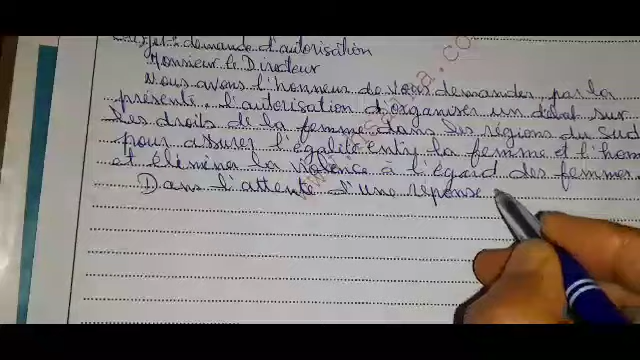 Objet : demande d'autorisation
Monsieur le Directeur
Nous avons l'honneur de vous demander par la
présente, l'autorisation d'organiser un débat sur
les droits de la femme dans les régions du Sud
pour assurer l'égalité entre la femme et l'hom
et éliminer la violence à l'égard des femmes.
Dans l'attente d'une réponse